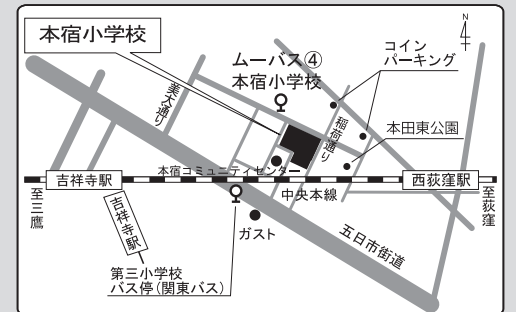 本宿小学校
N
ムーバス④
本宿小学校
コイン
パーキング
美大通り
稲荷通り
本田東公園
本宿コミュニティセンター
吉祥寺駅
西荻窪駅
至三鷹
中央本線
至荻窪
吉祥寺駅
ガスト
五日市街道
第三小学校
バス停(関東バス)